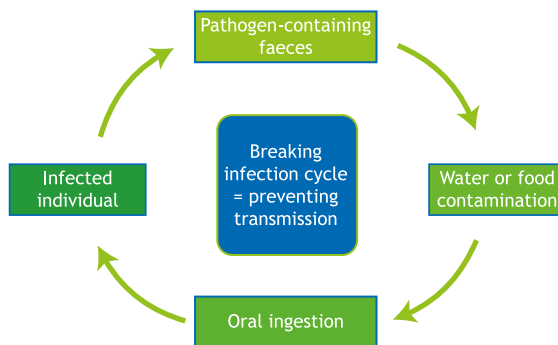 Pathogen-containing
faeces
Breaking
infection cycle
= preventing
transmission
Infected
individual
Water or food
contamination
Oral ingestion